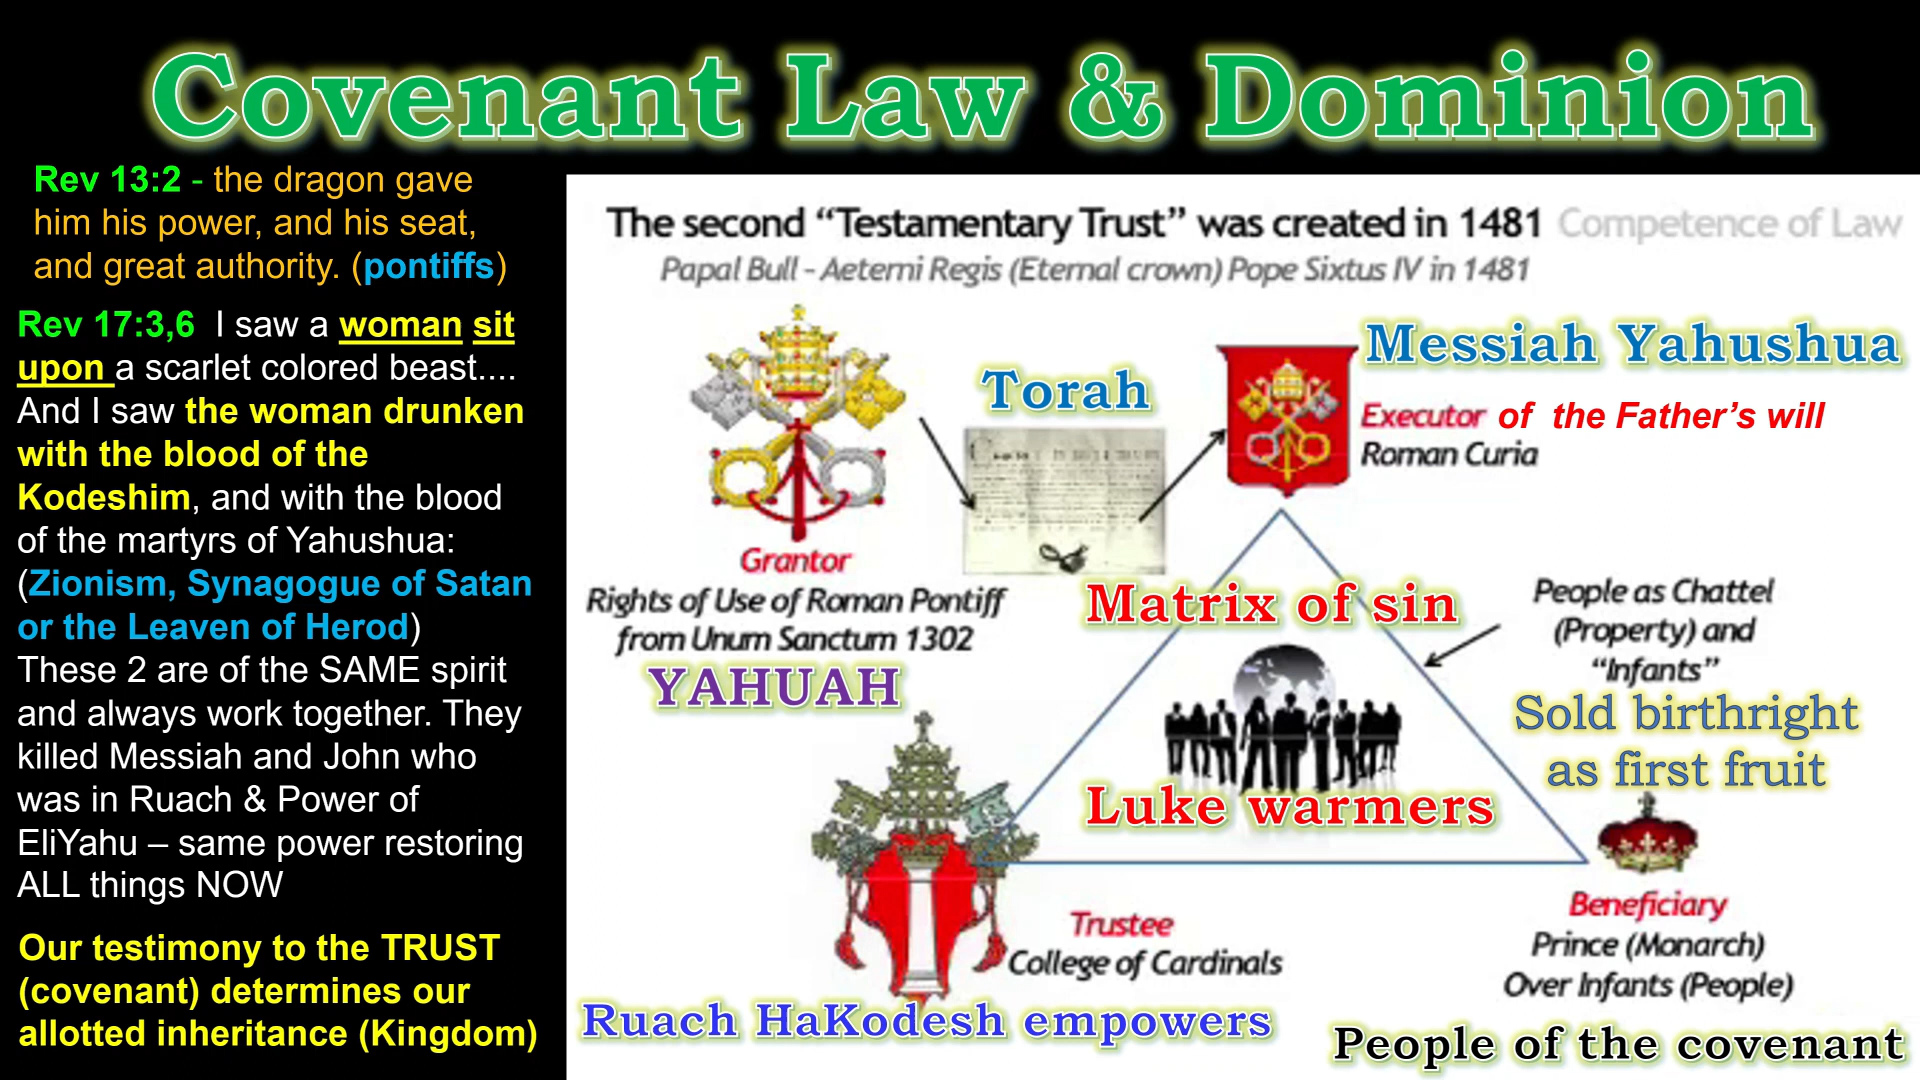 Covenant Law & Dominion
Rev 13:2 - the dragon gave
him his power, and his seat,
and great authority. (pontiffs)
Rev 17:3,6 I saw a woman sit
upon a scarlet colored beast....
And I saw the woman drunken
with the blood of the
Kodeshim, and with the blood
of the martyrs of Yahushua:
(Zionism, Synagogue of Satan
or the Leaven of Herod)
These 2 are of the SAME spirit
and always work together. They
killed Messiah and John who
was in Ruach & Power of
EliYahu – same power restoring
ALL things NOW
Our testimony to the TRUST
(covenant) determines our
allotted inheritance (Kingdom)
The second “Testamentary Trust” was created in 1481 Competence of Law
Papal Bull - Aeterni Regis (Eternal crown) Pope Sixtus IV in 1481
Torah
Messiah Yahushua
Executor of the Father’s will
Roman Curia
Grantor
Rights of Use of Roman Pontiff
from Unum Sanctum 1302
YAHUAH
Matrix of sin
People as Chattel
(Property) and
“Infants”
Sold birthright
as first fruit
Luke warmers
Trustee
College of Cardinals
Ruach HaKodesh empowers
Beneficiary
Prince (Monarch)
Over Infants (People)
People of the covenant